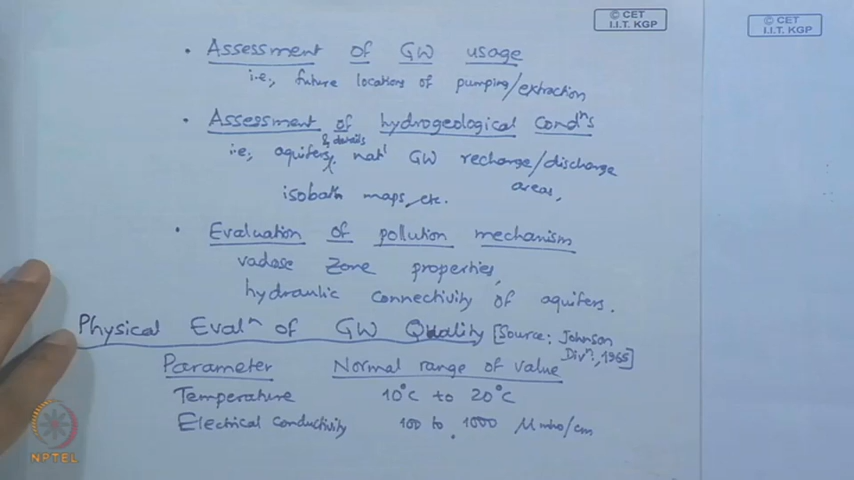 © CET
I.I.T. KGP
© CET
I.I.T. KGP
• Assessment of GW usage
i.e., future locations of pumping/extraction
• Assessment of hydrogeological Condns
i.e., aquifers & details, natl GW recharge/discharge areas,
isobath maps, etc.
• Evaluation of pollution mechanism
vadose zone properties,
hydraulic connectivity of aquifers.
Physical Evaln of GW Quality [Source: Johnson Divn., 1965]
Parameter Normal range of value
Temperature 10°C to 20°C
Electrical conductivity 100 to 1000 μ mho/cm
NPTEL